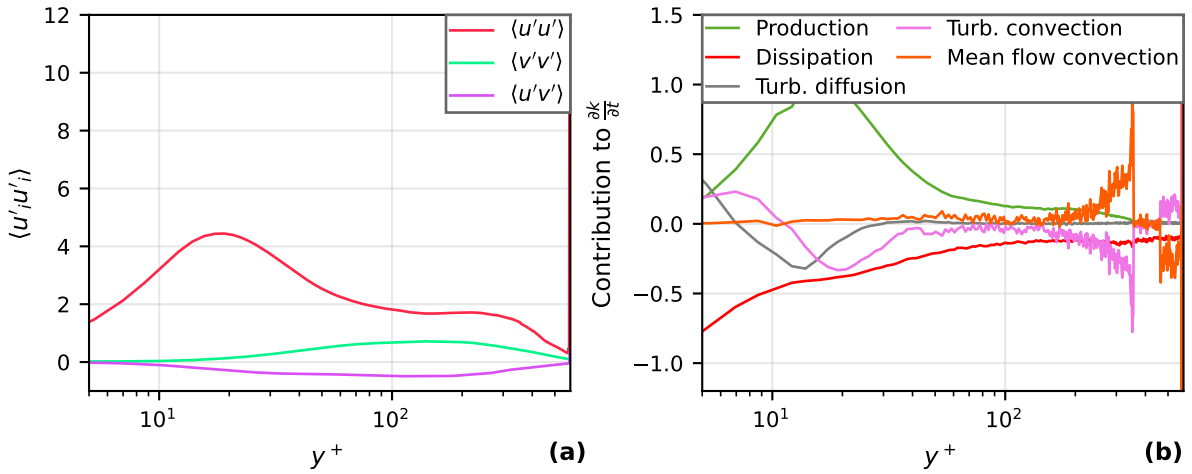 12
10
8
6
4
2
0
⟨u′ᵢu′ᵢ⟩
⟨u′u′⟩
⟨v′v′⟩
⟨u′v′⟩
10¹
10²
y⁺
(a)
1.5
1.0
0.5
0.0
−0.5
−1.0
Contribution to ∂k/∂t
Production
Dissipation
Turb. diffusion
Turb. convection
Mean flow convection
10¹
10²
y⁺
(b)